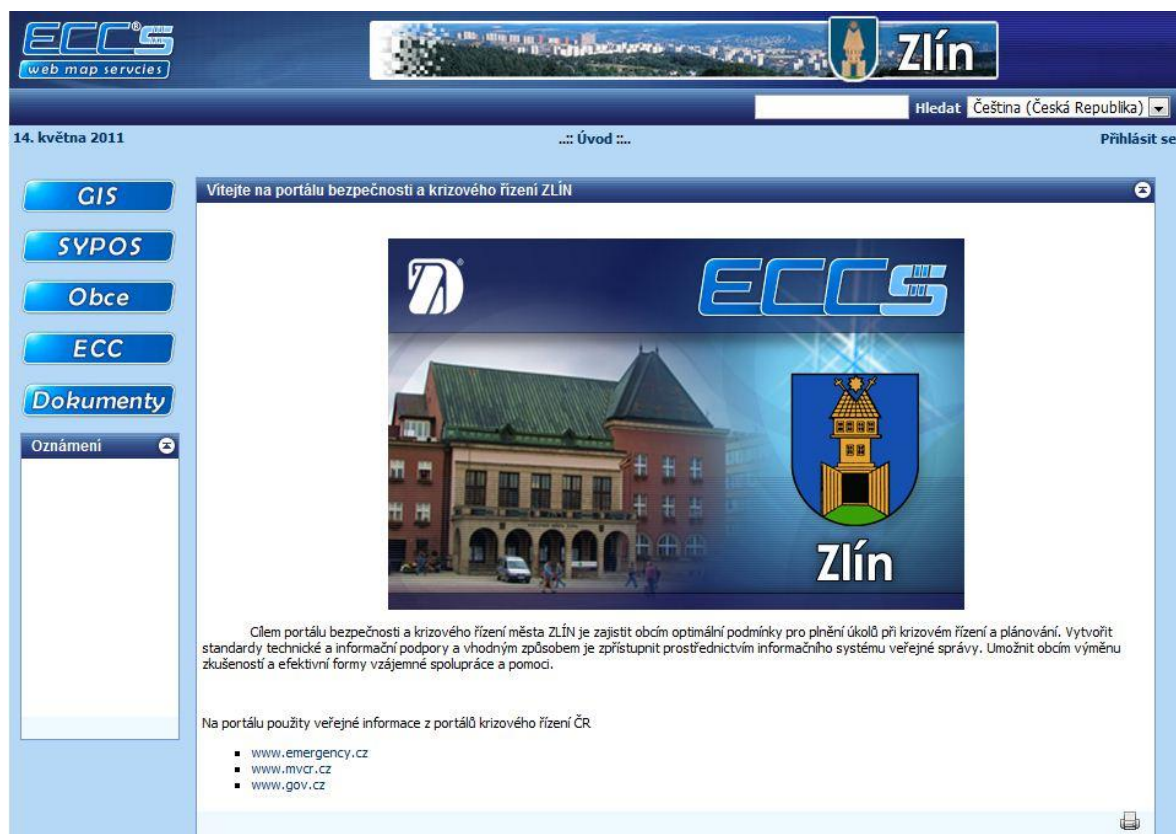 ECC's®
web map servcies
Zlín
Hledat Čeština (Česká Republika)
14. května 2011
..:: Úvod ::..
Přihlásit se
GIS
SYPOS
Obce
ECC
Dokumenty
Oznámení
Vítejte na portálu bezpečnosti a krizového řízení ZLÍN
ECCs
Zlín
Cílem portálu bezpečnosti a krizového řízení města ZLÍN je zajistit obcím optimální podmínky pro plnění úkolů při krizovém řízení a plánování. Vytvořit
standardy technické a informační podpory a vhodným způsobem je zpřístupnit prostřednictvím informačního systému veřejné správy. Umožnit obcím výměnu
zkušeností a efektivní formy vzájemné spolupráce a pomoci.
Na portálu použity veřejné informace z portálů krizového řízení ČR
www.emergency.cz
www.mvcr.cz
www.gov.cz